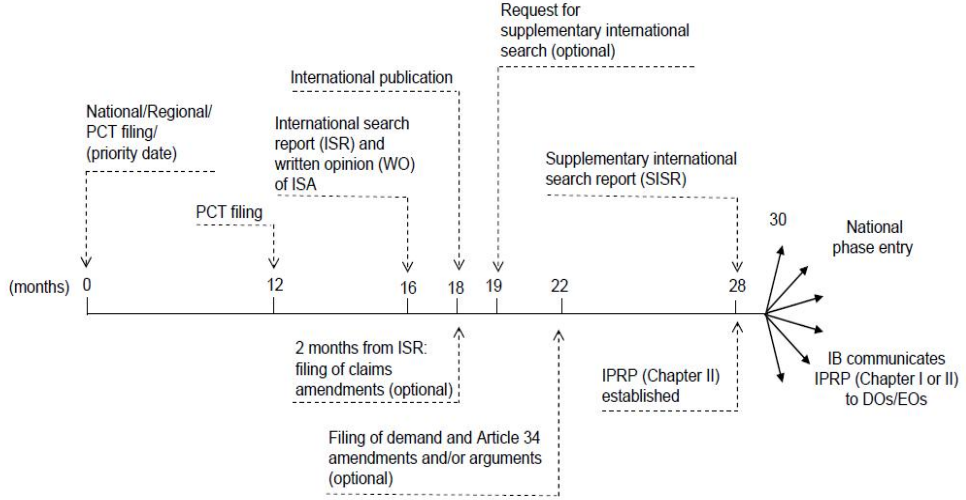 Request for
supplementary international
search (optional)
International publication
National/Regional/
PCT filing/
(priority date)
International search
report (ISR) and
written opinion (WO)
of ISA
Supplementary international
search report (SISR)
PCT filing
30
National
phase entry
(months) 0 12 16 18 19 22 28
2 months from ISR:
filing of claims
amendments (optional)
IPRP (Chapter II)
established
IB communicates
IPRP (Chapter I or II)
to DOs/EOs
Filing of demand and Article 34
amendments and/or arguments
(optional)